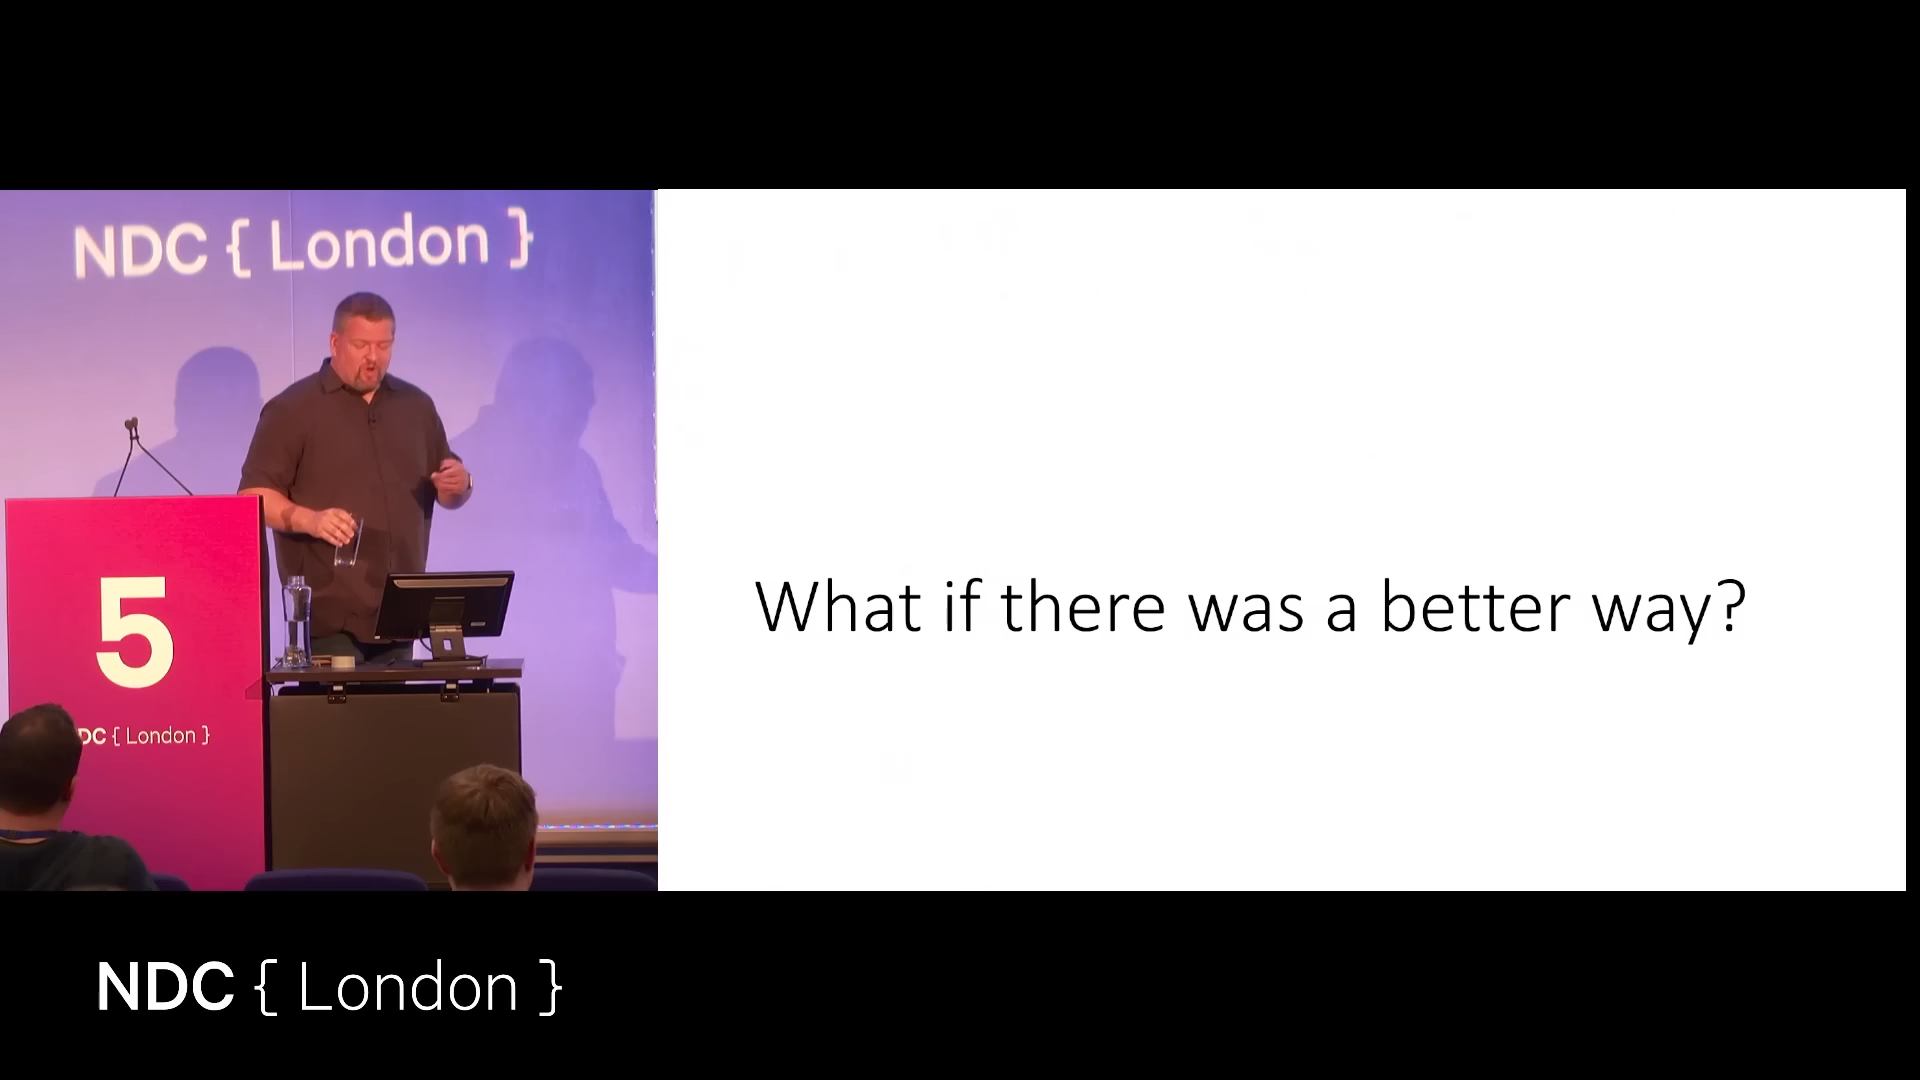 NDC { London }
What if there was a better way?
5
DC { London }
NDC { London }